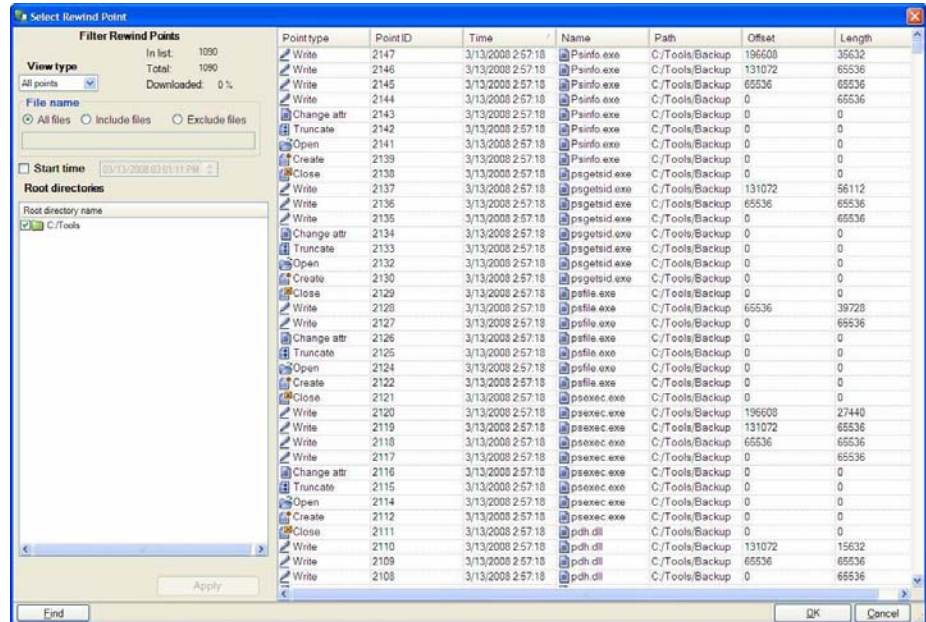 Select Rewind Point
Filter Rewind Points
In list: 1090
View type Total: 1090
All points Downloaded: 0 %
File name
All files Include files Exclude files
Start time 03/13/2008 03:01:11 PM
Root directories
Root directory name
C:/Tools
Apply
Point type Point ID Time Name Path Offset Length
Write 2147 3/13/2008 2:57:18 Psinfo.exe C:/Tools/Backup 196608 35632
Write 2146 3/13/2008 2:57:18 Psinfo.exe C:/Tools/Backup 131072 65536
Write 2145 3/13/2008 2:57:18 Psinfo.exe C:/Tools/Backup 65536 65536
Write 2144 3/13/2008 2:57:18 Psinfo.exe C:/Tools/Backup 0 65536
Change attr 2143 3/13/2008 2:57:18 Psinfo.exe C:/Tools/Backup 0 0
Truncate 2142 3/13/2008 2:57:18 Psinfo.exe C:/Tools/Backup 0 0
Open 2141 3/13/2008 2:57:18 Psinfo.exe C:/Tools/Backup 0 0
Create 2139 3/13/2008 2:57:18 Psinfo.exe C:/Tools/Backup 0 0
Close 2138 3/13/2008 2:57:18 psgetsid.exe C:/Tools/Backup 0 0
Write 2137 3/13/2008 2:57:18 psgetsid.exe C:/Tools/Backup 131072 56112
Write 2136 3/13/2008 2:57:18 psgetsid.exe C:/Tools/Backup 65536 65536
Write 2135 3/13/2008 2:57:18 psgetsid.exe C:/Tools/Backup 0 65536
Change attr 2134 3/13/2008 2:57:18 psgetsid.exe C:/Tools/Backup 0 0
Truncate 2133 3/13/2008 2:57:18 psgetsid.exe C:/Tools/Backup 0 0
Open 2132 3/13/2008 2:57:18 psgetsid.exe C:/Tools/Backup 0 0
Create 2130 3/13/2008 2:57:18 psgetsid.exe C:/Tools/Backup 0 0
Close 2129 3/13/2008 2:57:18 psfile.exe C:/Tools/Backup 0 0
Write 2128 3/13/2008 2:57:18 psfile.exe C:/Tools/Backup 65536 39728
Write 2127 3/13/2008 2:57:18 psfile.exe C:/Tools/Backup 0 65536
Change attr 2126 3/13/2008 2:57:18 psfile.exe C:/Tools/Backup 0 0
Truncate 2125 3/13/2008 2:57:18 psfile.exe C:/Tools/Backup 0 0
Open 2124 3/13/2008 2:57:18 psfile.exe C:/Tools/Backup 0 0
Create 2122 3/13/2008 2:57:18 psfile.exe C:/Tools/Backup 0 0
Close 2121 3/13/2008 2:57:18 psexec.exe C:/Tools/Backup 0 0
Write 2120 3/13/2008 2:57:18 psexec.exe C:/Tools/Backup 196608 27440
Write 2119 3/13/2008 2:57:18 psexec.exe C:/Tools/Backup 131072 65536
Write 2118 3/13/2008 2:57:18 psexec.exe C:/Tools/Backup 65536 65536
Write 2117 3/13/2008 2:57:18 psexec.exe C:/Tools/Backup 0 65536
Change attr 2116 3/13/2008 2:57:18 psexec.exe C:/Tools/Backup 0 0
Truncate 2115 3/13/2008 2:57:18 psexec.exe C:/Tools/Backup 0 0
Open 2114 3/13/2008 2:57:18 psexec.exe C:/Tools/Backup 0 0
Create 2112 3/13/2008 2:57:18 psexec.exe C:/Tools/Backup 0 0
Close 2111 3/13/2008 2:57:18 pdh.dll C:/Tools/Backup 0 0
Write 2110 3/13/2008 2:57:18 pdh.dll C:/Tools/Backup 131072 15632
Write 2109 3/13/2008 2:57:18 pdh.dll C:/Tools/Backup 65536 65536
Write 2108 3/13/2008 2:57:18 pdh.dll C:/Tools/Backup 0 65536
Find OK Cancel